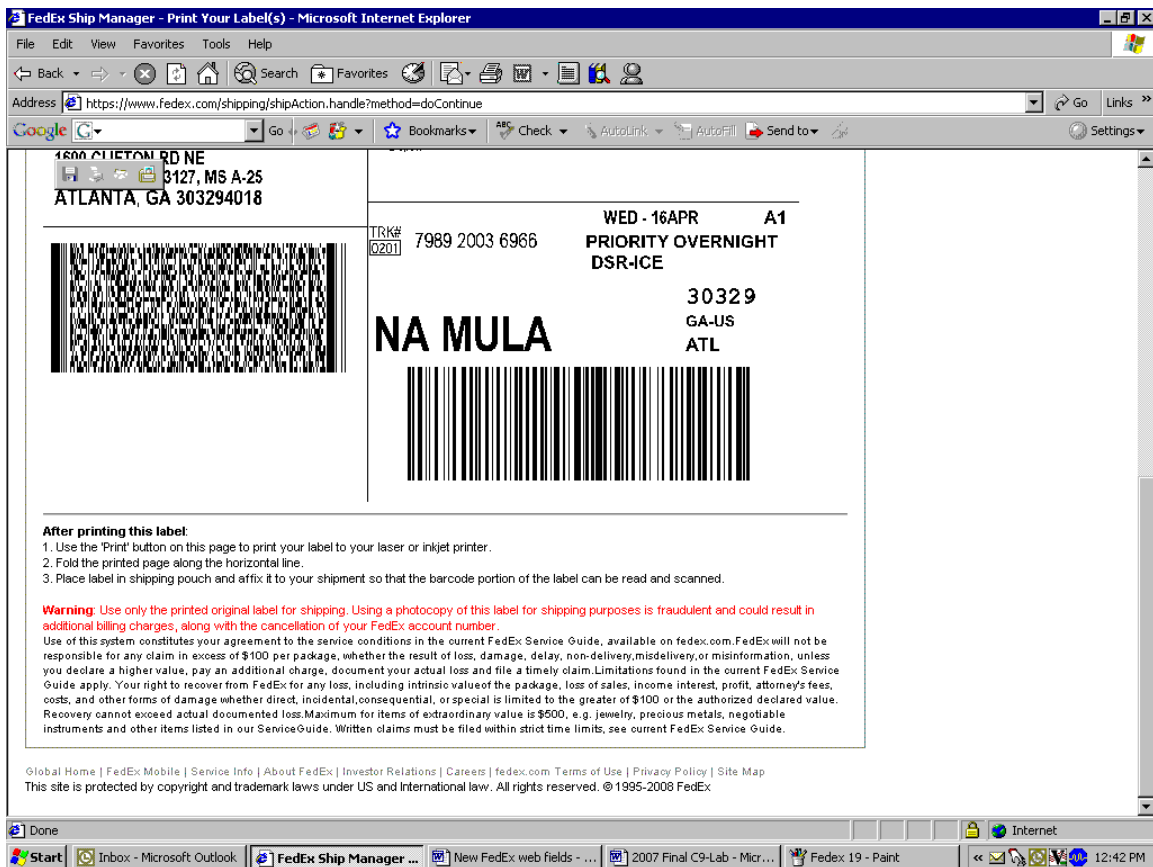 FedEx Ship Manager - Print Your Label(s) - Microsoft Internet Explorer
File Edit View Favorites Tools Help
Back Search Favorites
Address https://www.fedex.com/shipping/shipAction.handle?method=doContinue Go Links »
Google G Go Bookmarks ABC Check AutoLink AutoFill Send to Settings
1600 CLIFTON RD NE
3127, MS A-25
ATLANTA, GA 303294018
WED - 16APR A1
TRK# 7989 2003 6966 PRIORITY OVERNIGHT
0201
DSR-ICE
30329
GA-US
NA MULA
ATL
After printing this label:
1. Use the 'Print' button on this page to print your label to your laser or inkjet printer.
2. Fold the printed page along the horizontal line.
3. Place label in shipping pouch and affix it to your shipment so that the barcode portion of the label can be read and scanned.
Warning: Use only the printed original label for shipping. Using a photocopy of this label for shipping purposes is fraudulent and could result in
additional billing charges, along with the cancellation of your FedEx account number.
Use of this system constitutes your agreement to the service conditions in the current FedEx Service Guide, available on fedex.com.FedEx will not be
responsible for any claim in excess of $100 per package, whether the result of loss, damage, delay, non-delivery,misdelivery,or misinformation, unless
you declare a higher value, pay an additional charge, document your actual loss and file a timely claim.Limitations found in the current FedEx Service
Guide apply. Your right to recover from FedEx for any loss, including intrinsic valueof the package, loss of sales, income interest, profit, attorney's fees,
costs, and other forms of damage whether direct, incidental,consequential, or special is limited to the greater of $100 or the authorized declared value.
Recovery cannot exceed actual documented loss.Maximum for items of extraordinary value is $500, e.g. jewelry, precious metals, negotiable
instruments and other items listed in our ServiceGuide. Written claims must be filed within strict time limits, see current FedEx Service Guide.
Global Home | FedEx Mobile | Service Info | About FedEx | Investor Relations | Careers | fedex.com Terms of Use | Privacy Policy | Site Map
This site is protected by copyright and trademark laws under US and International law. All rights reserved. © 1995-2008 FedEx
Done Internet
Start Inbox - Microsoft Outlook FedEx Ship Manager ... New FedEx web fields - ... 2007 Final C9-Lab - Micr... Fedex 19 - Paint « 12:42 PM